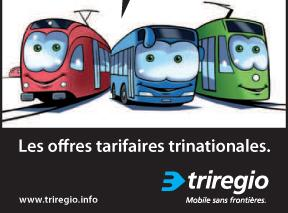 Les offres tarifaires trinationales.
triregio
www.triregio.info
Mobile sans frontières.